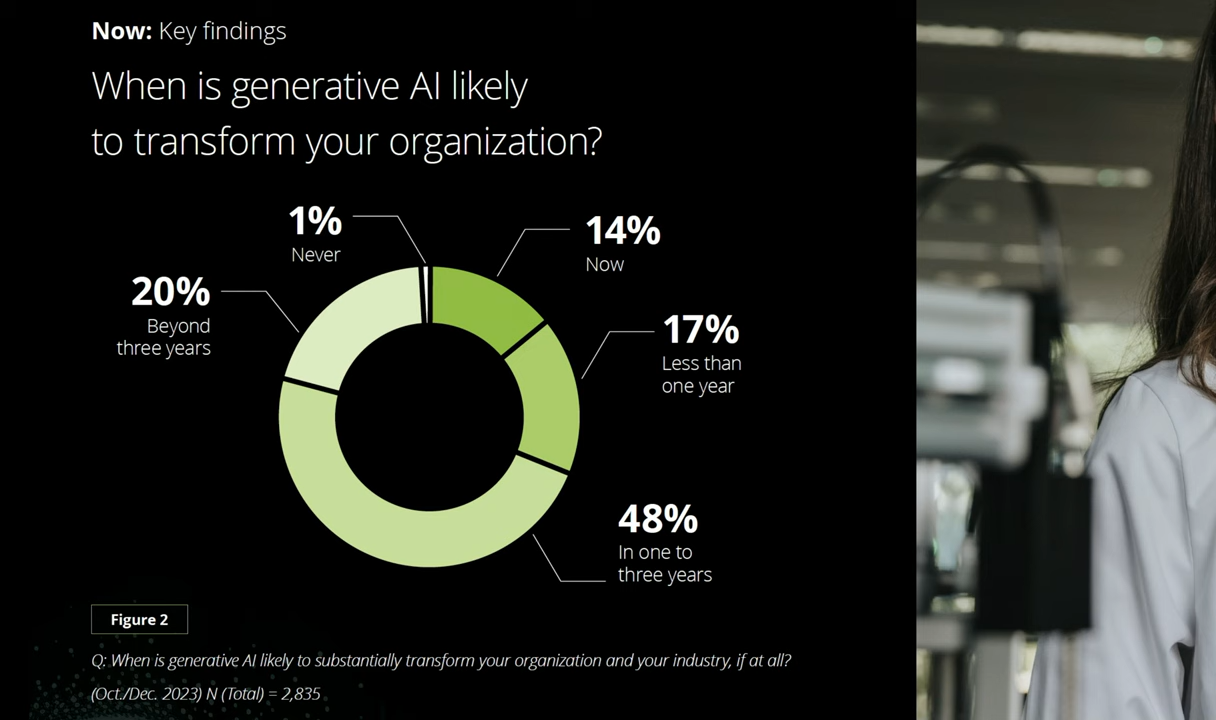 Now: Key findings
When is generative AI likely
to transform your organization?
1%
Never
14%
Now
20%
Beyond
three years
17%
Less than
one year
48%
In one to
three years
Figure 2
Q: When is generative AI likely to substantially transform your organization and your industry, if at all?
(Oct./Dec. 2023) N (Total) = 2,835